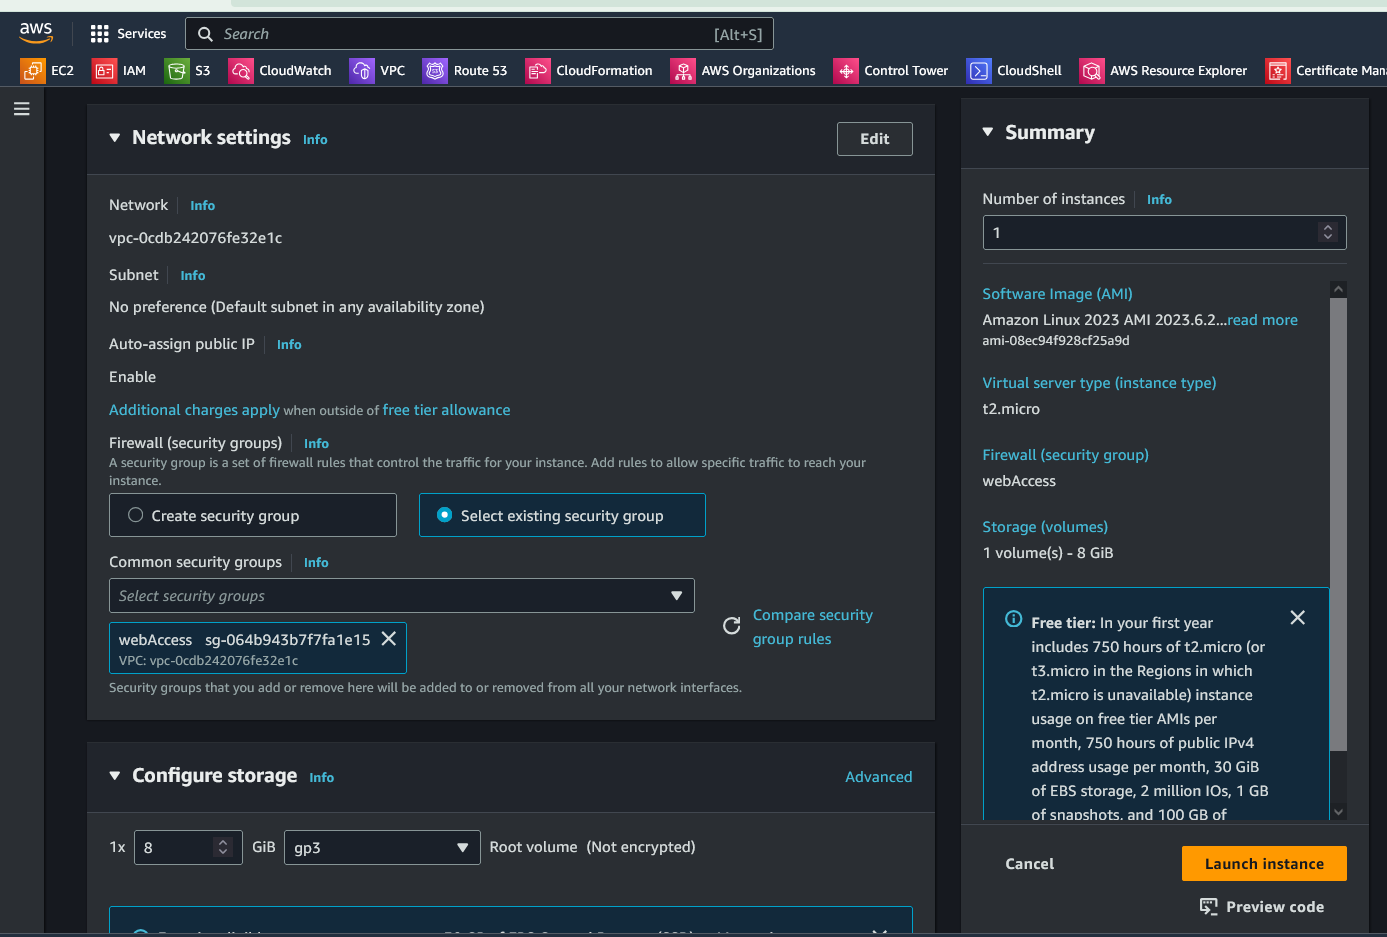 aws
Services
Search
[Alt+S]
EC2
IAM
S3
CloudWatch
VPC
Route 53
CloudFormation
AWS Organizations
Control Tower
CloudShell
AWS Resource Explorer
Certificate Mana
Network settings Info
Edit
Network Info
vpc-0cdb242076fe32e1c
Subnet Info
No preference (Default subnet in any availability zone)
Auto-assign public IP Info
Enable
Additional charges apply when outside of free tier allowance
Firewall (security groups) Info
A security group is a set of firewall rules that control the traffic for your instance. Add rules to allow specific traffic to reach your
instance.
Create security group
Select existing security group
Common security groups Info
Select security groups
webAccess sg-064b943b7f7fa1e15
VPC: vpc-0cdb242076fe32e1c
Compare security
group rules
Security groups that you add or remove here will be added to or removed from all your network interfaces.
Configure storage Info
Advanced
1x 8 GiB gp3 Root volume (Not encrypted)
Summary
Number of instances Info
1
Software Image (AMI)
Amazon Linux 2023 AMI 2023.6.2...read more
ami-08ec94f928cf25a9d
Virtual server type (instance type)
t2.micro
Firewall (security group)
webAccess
Storage (volumes)
1 volume(s) - 8 GiB
Free tier: In your first year
includes 750 hours of t2.micro (or
t3.micro in the Regions in which
t2.micro is unavailable) instance
usage on free tier AMIs per
month, 750 hours of public IPv4
address usage per month, 30 GiB
of EBS storage, 2 million IOs, 1 GB
of snapshots, and 100 GB of
Cancel
Launch instance
Preview code